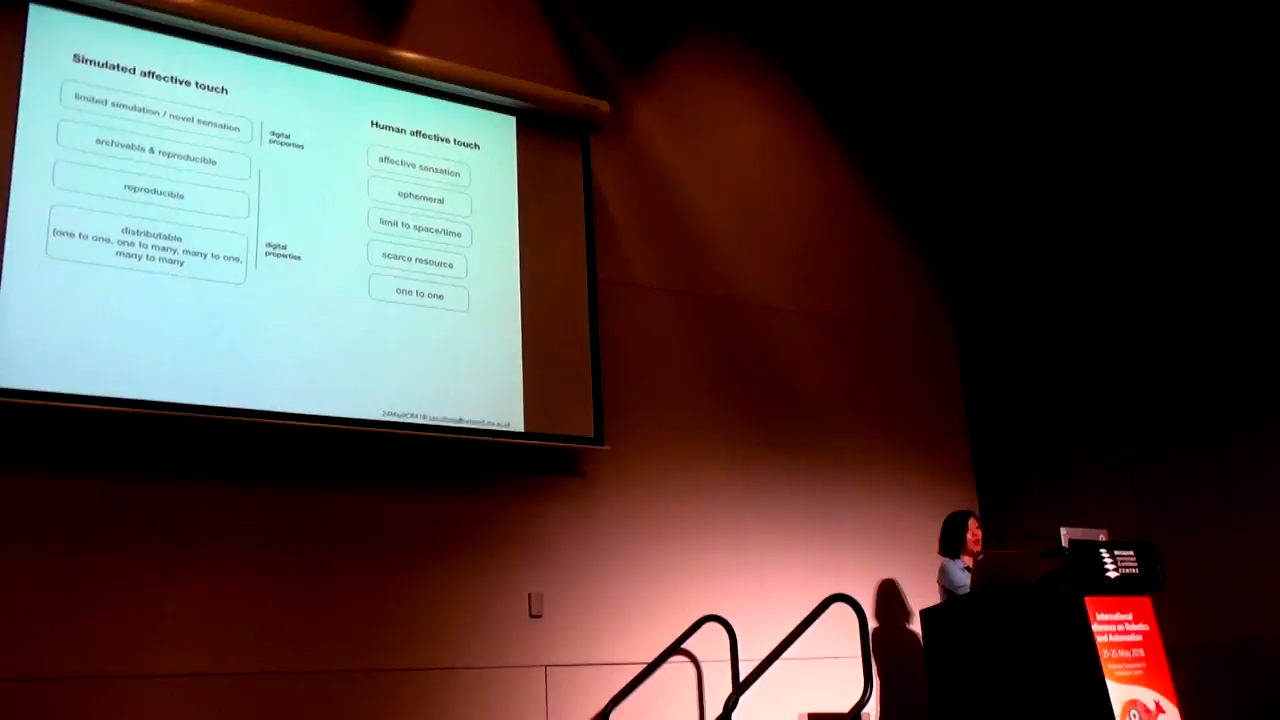 Simulated affective touch
limited simulation / novel sensation
archivable & reproducible
reproducible
distributable
(one to one, one to many, many to one,
many to many
digital
properties
digital
properties
Human affective touch
affective sensation
ephemeral
limit to space/time
scarce resource
one to one
BRISBANE
CENTRE
International
Conference on Robotics
and Automation
21-25 May 2018